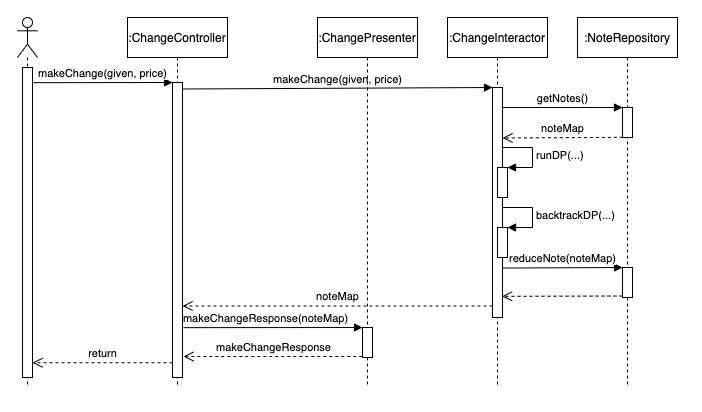 :ChangeController
:ChangePresenter
:ChangeInteractor
:NoteRepository
makeChange(given, price)
makeChange(given, price)
getNotes()
noteMap
runDP(...)
backtrackDP(...)
reduceNote(noteMap)
noteMap
makeChangeResponse(noteMap)
makeChangeResponse
return